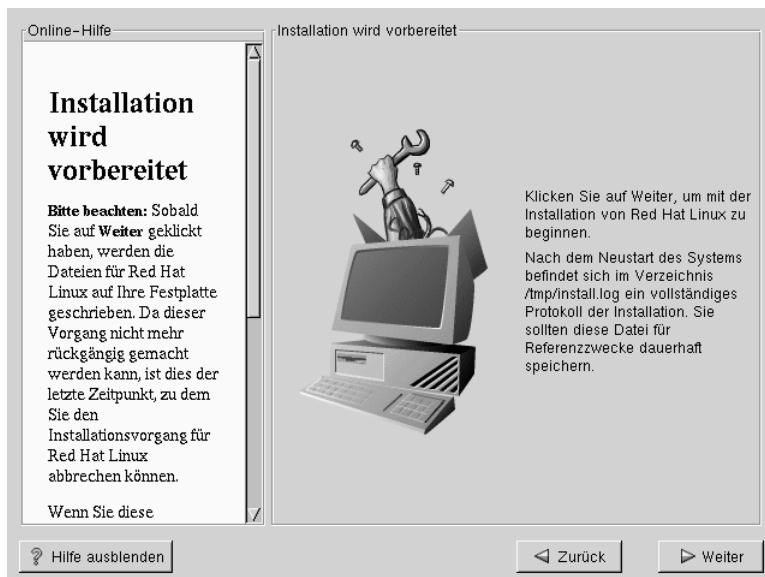 Online-Hilfe
Installation
wird
vorbereitet
Bitte beachten: Sobald
Sie auf Weiter geklickt
haben, werden die
Dateien für Red Hat
Linux auf Ihre Festplatte
geschrieben. Da dieser
Vorgang nicht mehr
rückgängig gemacht
werden kann, ist dies der
letzte Zeitpunkt, zu dem
Sie den
Installationsvorgang für
Red Hat Linux
abbrechen können.
Wenn Sie diese
Installation wird vorbereitet
Klicken Sie auf Weiter, um mit der
Installation von Red Hat Linux zu
beginnen.
Nach dem Neustart des Systems
befindet sich im Verzeichnis
/tmp/install.log ein vollständiges
Protokoll der Installation. Sie
sollten diese Datei für
Referenzzwecke dauerhaft
speichern.
Hilfe ausblenden
Zurück
Weiter